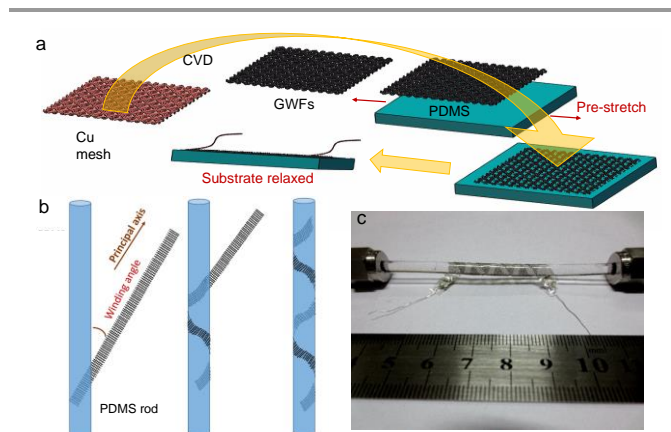 a
CVD
GWFs
PDMS
Pre-stretch
Cu
mesh
Substrate relaxed
b
Principal axis
Winding angle
PDMS rod
c
5 6 7 8 9 10